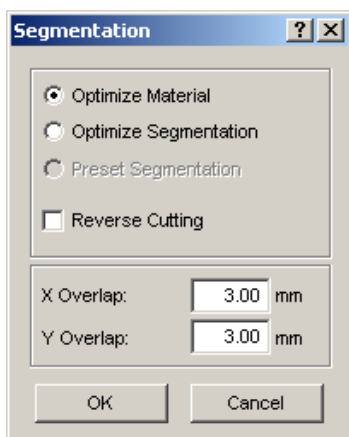 Segmentation
Optimize Material
Optimize Segmentation
Preset Segmentation
Reverse Cutting
X Overlap: 3.00 mm
Y Overlap: 3.00 mm
OK Cancel